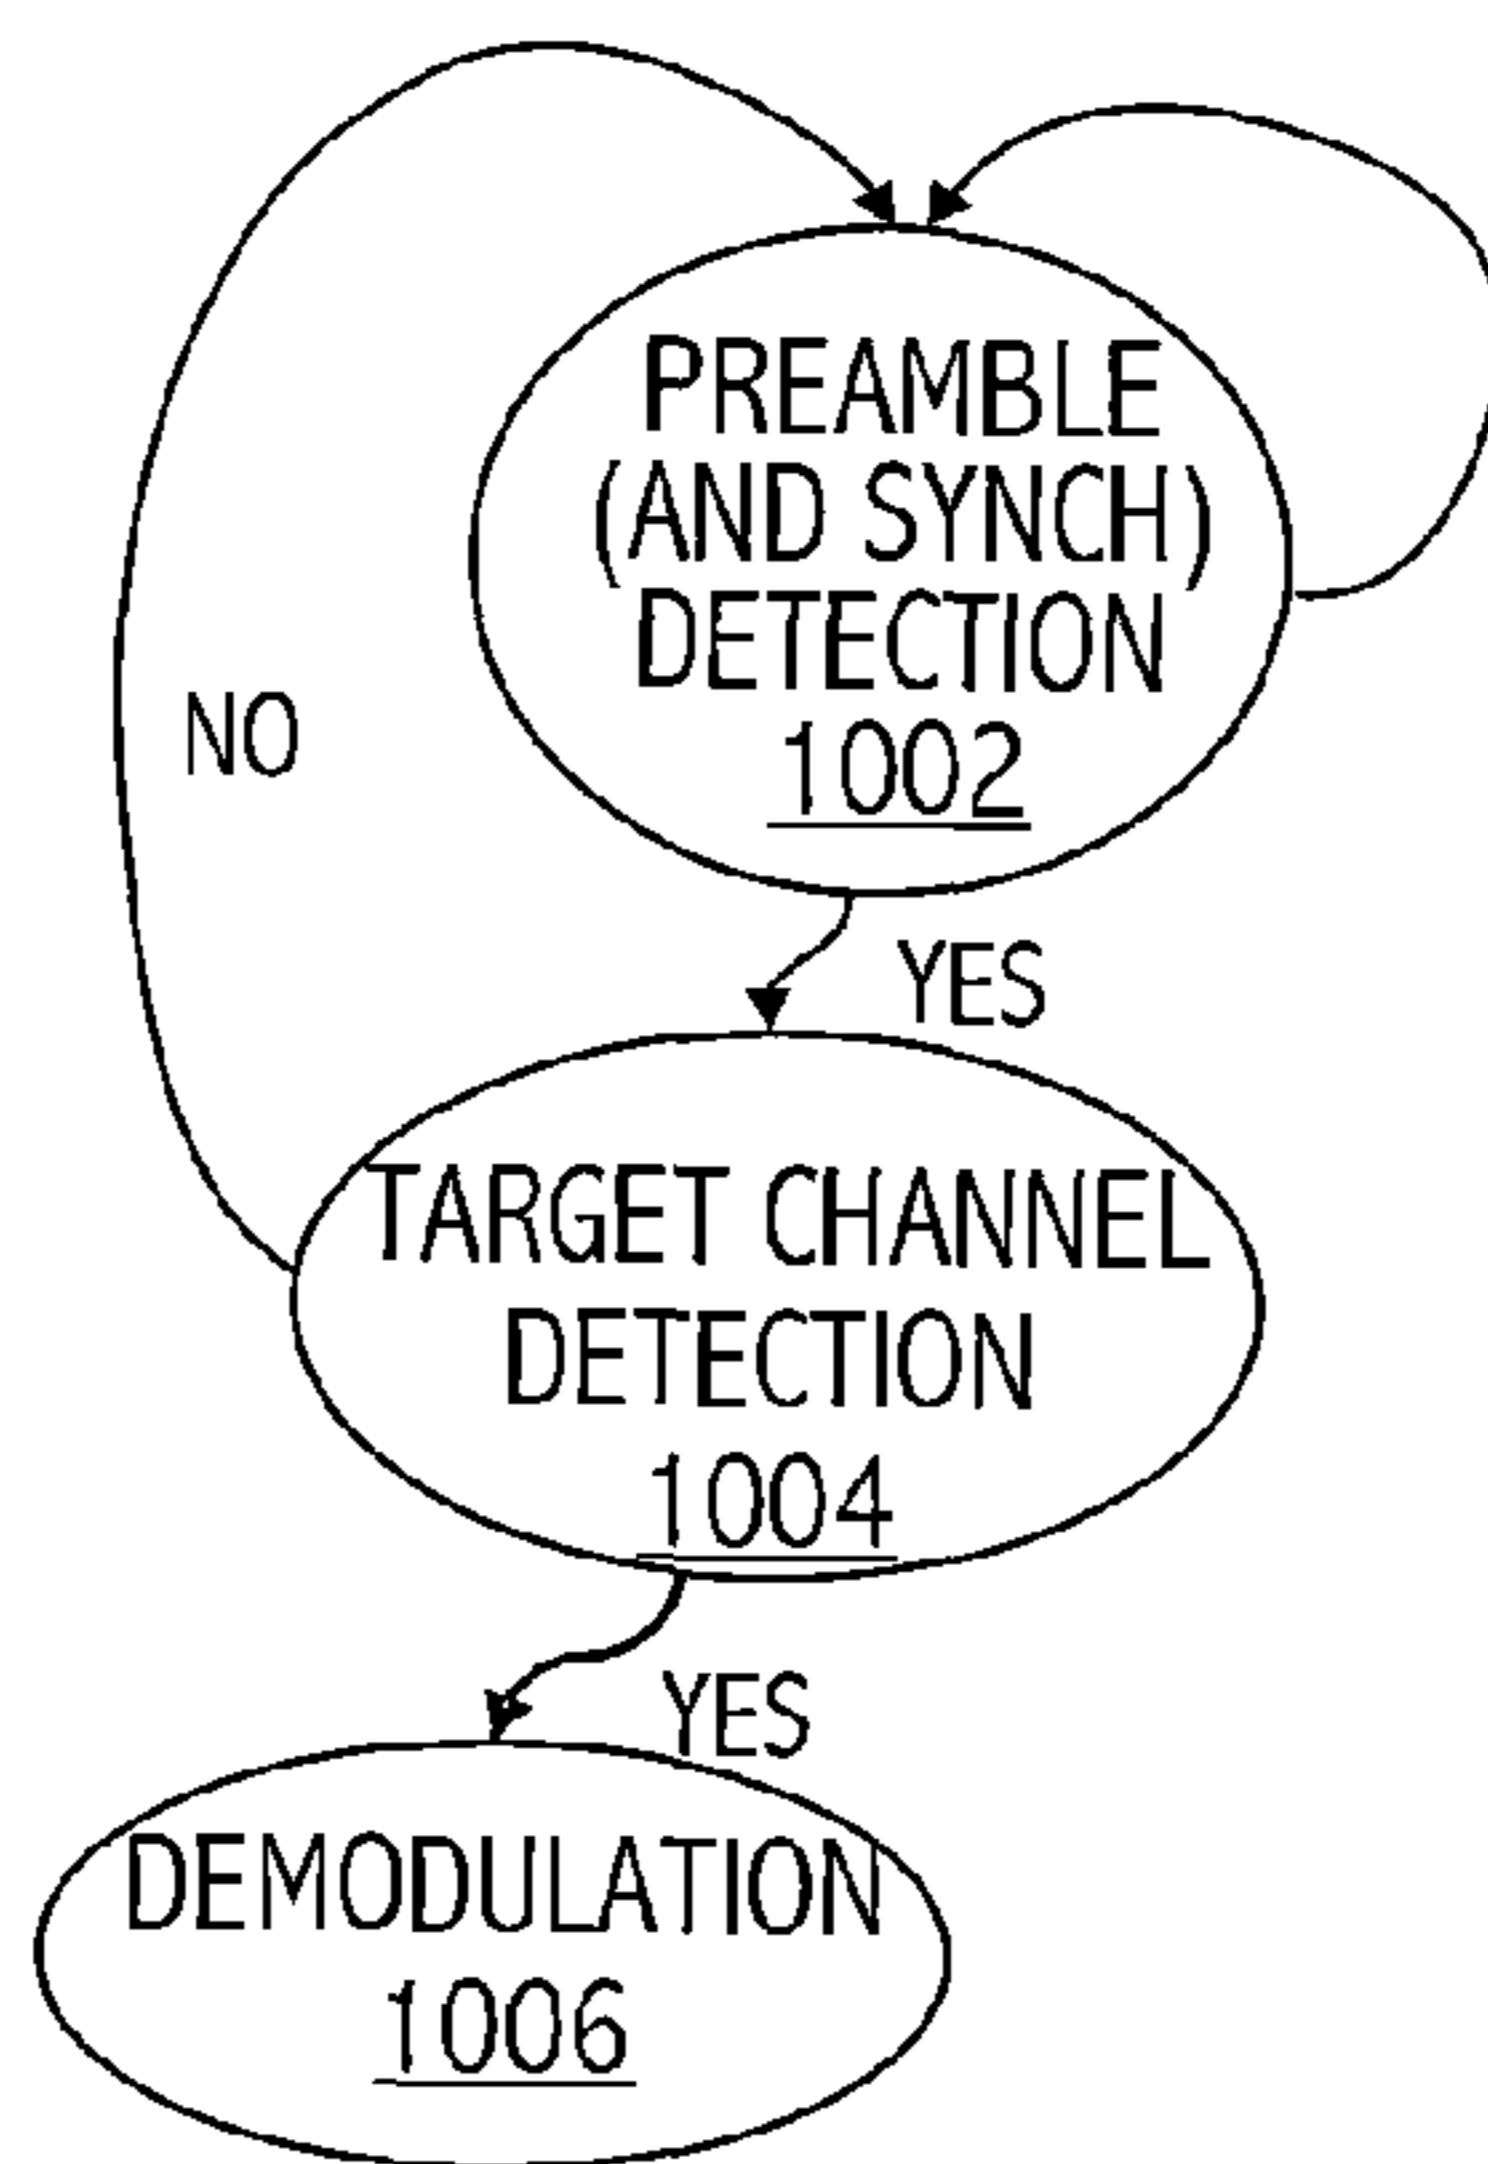 PREAMBLE
(AND SYNCH)
DETECTION
1002
NO
YES
TARGET CHANNEL
DETECTION
1004
YES
DEMODULATION
1006